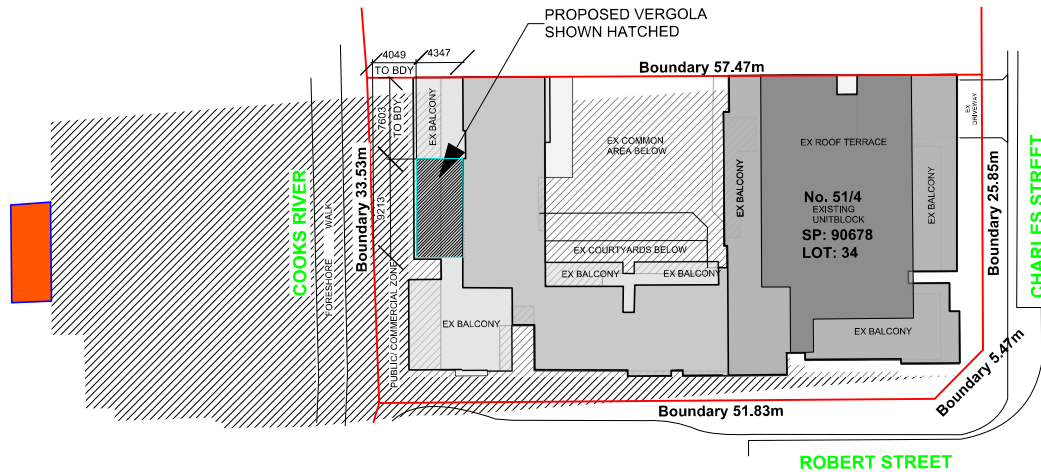 PROPOSED VERGOLA
SHOWN HATCHED
4049
4347
TO BDY
Boundary 57.47m
7603
TO BDY
EX BALCONY
EX COMMON
AREA BELOW
EX ROOF TERRACE
EX
DRIVEWAY
COOKS RIVER
FORESHORE WALK
Boundary 33.53m
9213
PUBLIC/ COMMERCIAL ZONE
EX BALCONY
No. 51/4
EXISTING
UNITBLOCK
SP: 90678
LOT: 34
EX BALCONY
Boundary 25.85m
CHARLES STREET
EX COURTYARDS BELOW
EX BALCONY
EX BALCONY
EX BALCONY
EX BALCONY
Boundary 5.47m
Boundary 51.83m
ROBERT STREET